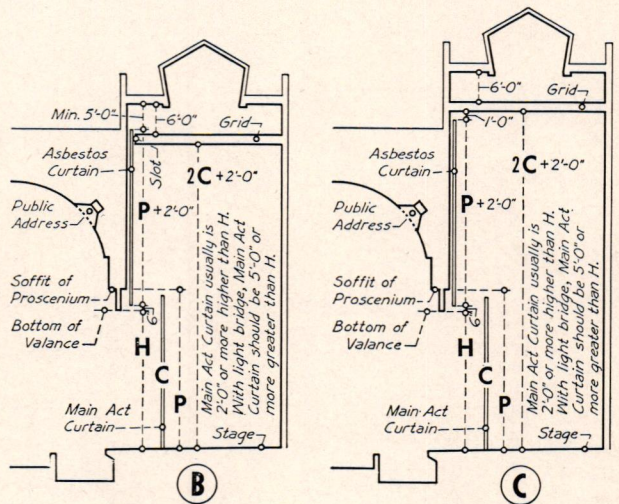 Min. 5'-0"
6'-0"
Grid
Asbestos
Curtain
Slot
2C+2'-0"
P+2'-0"
Public
Address
Soffit of
Proscenium
Bottom of
Valance
6"
H
C
P
Main Act
Curtain
Stage
Main Act Curtain usually is
2'-0" or more higher than H.
With light bridge, Main Act
Curtain should be 5'-0" or
more greater than H.
B
6'-0"
Grid
1'-0"
Asbestos
Curtain
2C+2'-0"
P+2'-0"
Public
Address
Soffit of
Proscenium
Bottom of
Valance
6"
H
C
P
Main Act
Curtain
Stage
Main Act Curtain usually is
2'-0" or more higher than H.
With light bridge, Main Act
Curtain should be 5'-0" or
more greater than H.
C